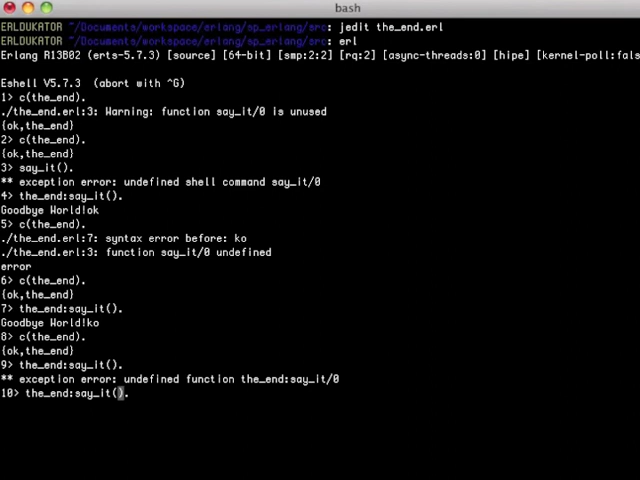 bash
ERLDUKATOR ~/Documents/workspace/erlang/sp_erlang/src: jedit the_end.erl
ERLDUKATOR ~/Documents/workspace/erlang/sp_erlang/src: erl
Erlang R13B02 (erts-5.7.3) [source] [64-bit] [smp:2:2] [rq:2] [async-threads:0] [hipe] [kernel-poll:fals
Eshell V5.7.3  (abort with ^G)
1> c(the_end).
./the_end.erl:3: Warning: function say_it/0 is unused
{ok,the_end}
2> c(the_end).
{ok,the_end}
3> say_it().
** exception error: undefined shell command say_it/0
4> the_end:say_it().
Goodbye World!ok
5> c(the_end).
./the_end.erl:7: syntax error before: ko
./the_end.erl:3: function say_it/0 undefined
error
6> c(the_end).
{ok,the_end}
7> the_end:say_it().
Goodbye World!ko
8> c(the_end).
{ok,the_end}
9> the_end:say_it().
** exception error: undefined function the_end:say_it/0
10> the_end:say_it().